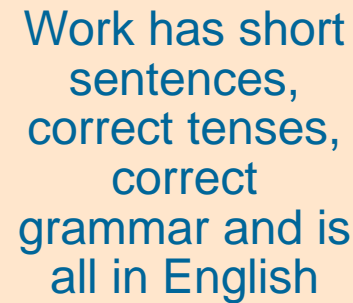 Work has short
sentences,
correct tenses,
correct
grammar and is
all in English